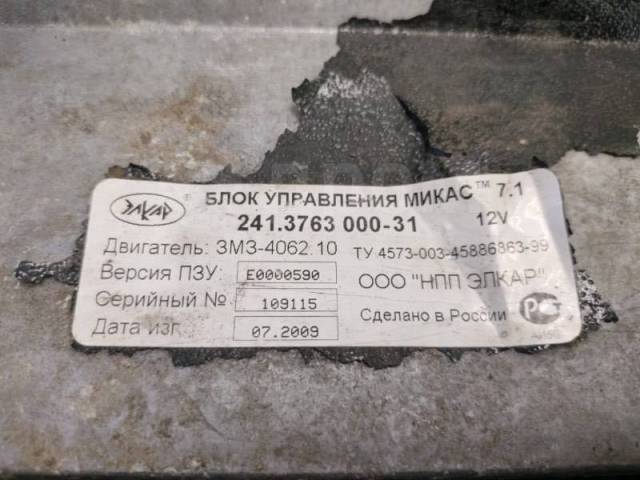 ЭЛКАР
БЛОК УПРАВЛЕНИЯ МИКАС™ 7.1
241.3763 000-31 12V
Двигатель: ЗМЗ-4062.10 ТУ 4573-003-45886863-99
Версия ПЗУ: E0000590 ООО "НПП ЭЛКАР"
Серийный № 109115 Сделано в России
Дата изг. 07.2009